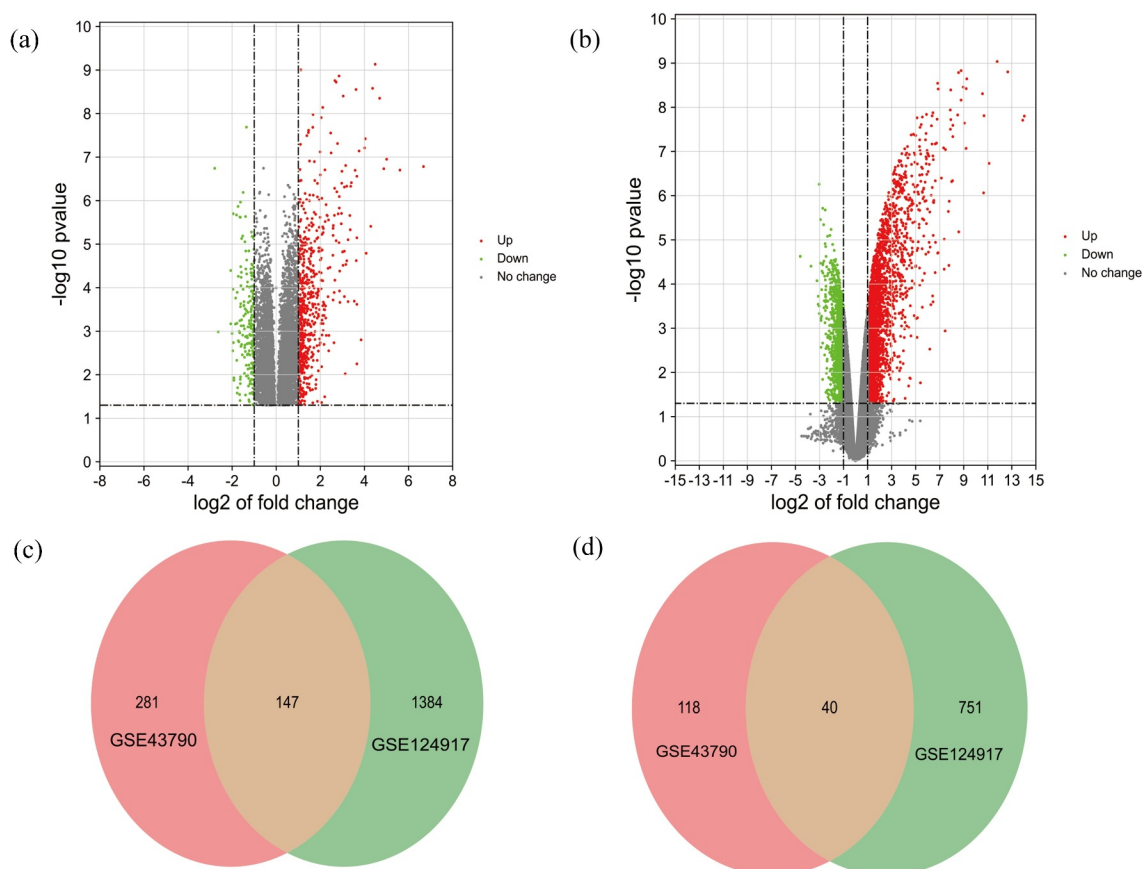 (a)
10
9
8
7
6
5
4
3
2
1
0
-log10 pvalue
-8 -6 -4 -2 0 2 4 6 8
log2 of fold change
Up
Down
No change
(b)
10
9
8
7
6
5
4
3
2
1
0
-log10 pvalue
-15 -13 -11 -9 -7 -5 -3 -1 1 3 5 7 9 11 13 15
log2 of fold change
Up
Down
No change
(c)
281 147 1384
GSE43790 GSE124917
(d)
118 40 751
GSE43790 GSE124917